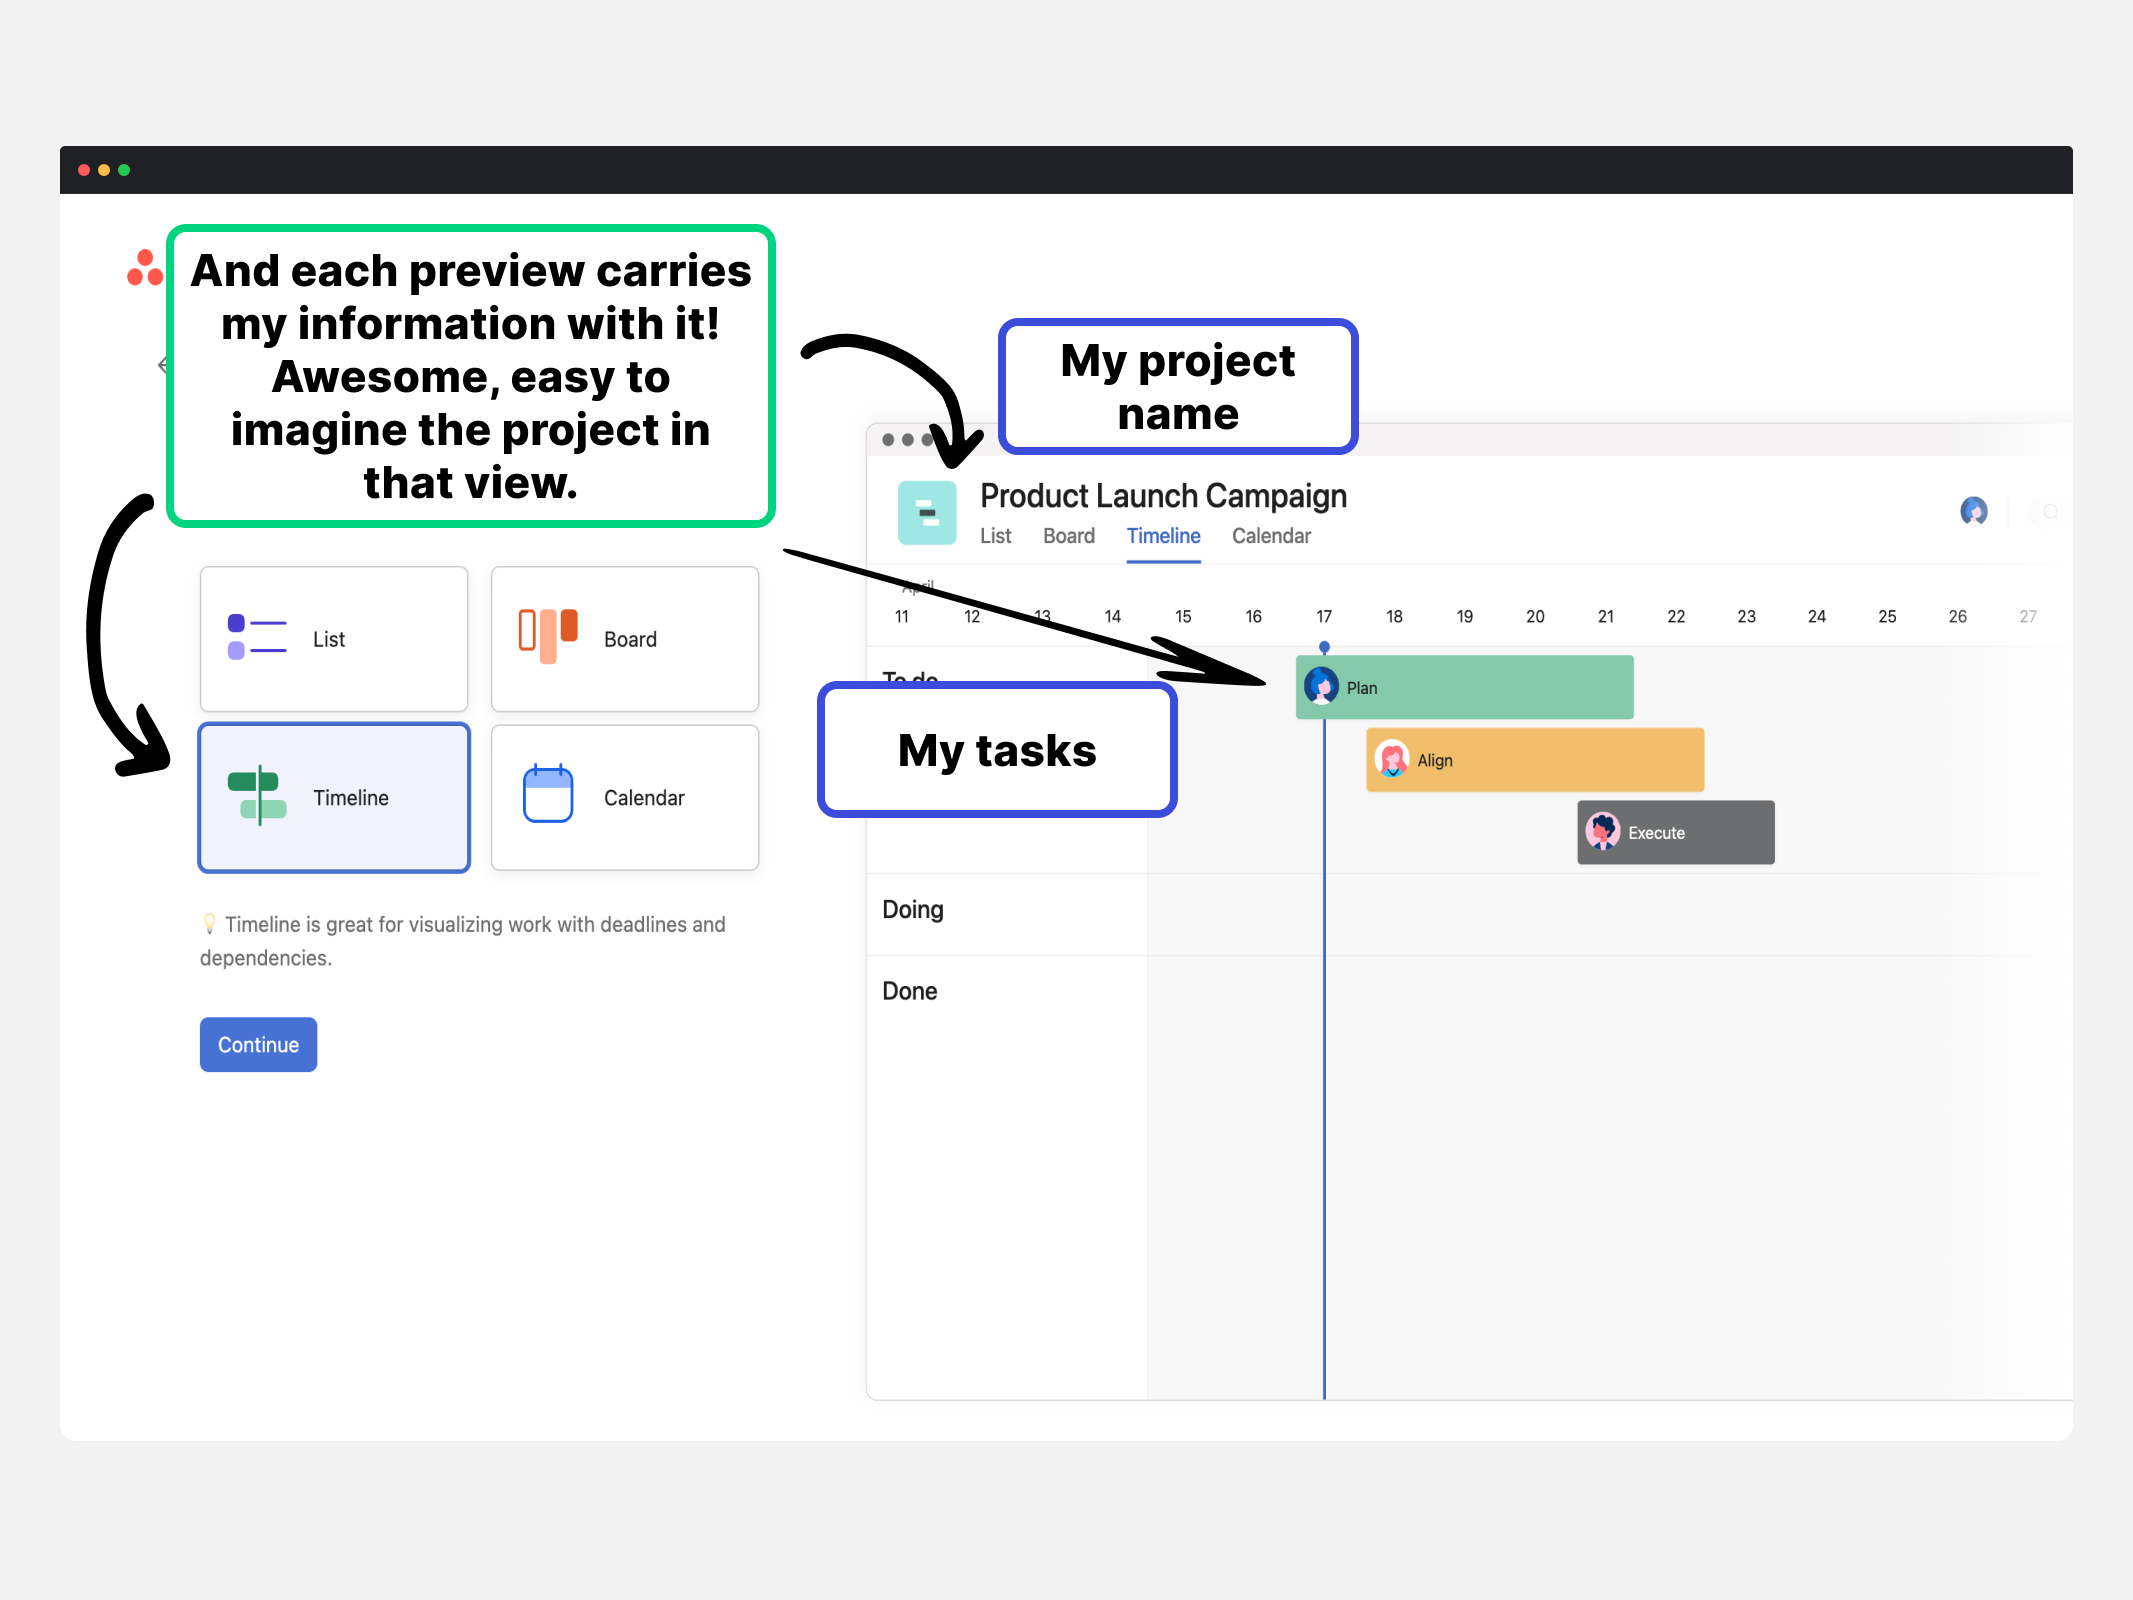 And each preview carries
my information with it!
Awesome, easy to
imagine the project in
that view.
My project
name
Product Launch Campaign
List Board Timeline Calendar
April
11 12 13 14 15 16 17 18 19 20 21 22 23 24 25 26 27
To do
My tasks
Plan
Align
Execute
Doing
Done
List
Board
Timeline
Calendar
💡 Timeline is great for visualizing work with deadlines and
dependencies.
Continue